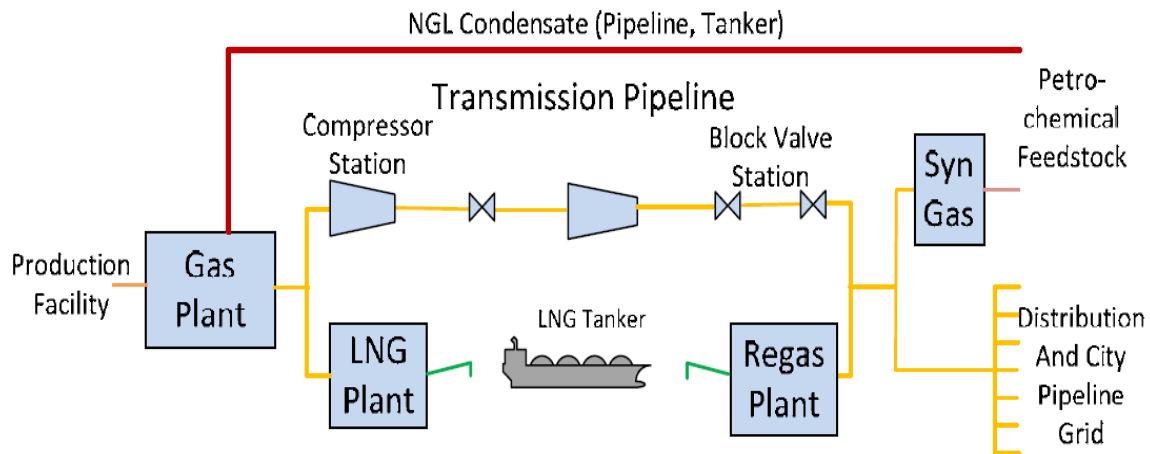 NGL Condensate (Pipeline, Tanker)
Transmission Pipeline
Compressor
Station
Block Valve
Station
Petro-
chemical
Feedstock
Syn
Gas
Production
Facility
Gas
Plant
LNG
Plant
LNG Tanker
Regas
Plant
Distribution
And City
Pipeline
Grid